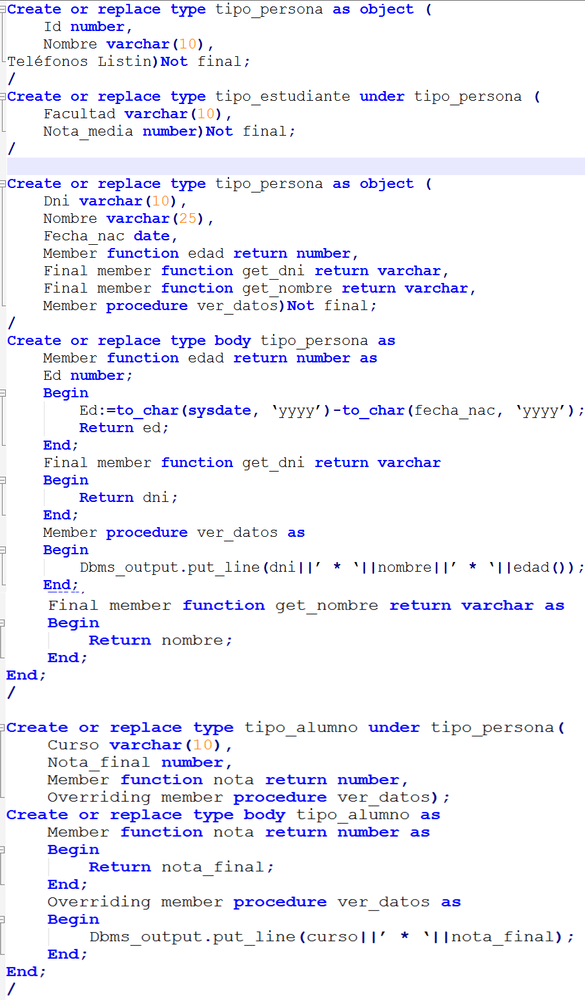 Create or replace type tipo_persona as object (
Id number,
Nombre varchar(10),
Teléfonos Listin)Not final;
/
Create or replace type tipo_estudiante under tipo_persona (
Facultad varchar(10),
Nota_media number)Not final;
/
Create or replace type tipo_persona as object (
Dni varchar(10),
Nombre varchar(25),
Fecha_nac date,
Member function edad return number,
Final member function get_dni return varchar,
Final member function get_nombre return varchar,
Member procedure ver_datos)Not final;
/
Create or replace type body tipo_persona as
Member function edad return number as
Ed number;
Begin
Ed:=to_char(sysdate, ‘yyyy’)-to_char(fecha_nac, ‘yyyy’);
Return ed;
End;
Final member function get_dni return varchar
Begin
Return dni;
End;
Member procedure ver_datos as
Begin
Dbms_output.put_line(dni||’ * ‘||nombre||’ * ‘||edad());
End;
Final member function get_nombre return varchar as
Begin
Return nombre;
End;
End;
/
Create or replace type tipo_alumno under tipo_persona(
Curso varchar(10),
Nota_final number,
Member function nota return number,
Overriding member procedure ver_datos);
Create or replace type body tipo_alumno as
Member function nota return number as
Begin
Return nota_final;
End;
Overriding member procedure ver_datos as
Begin
Dbms_output.put_line(curso||’ * ‘||nota_final);
End;
End;
/